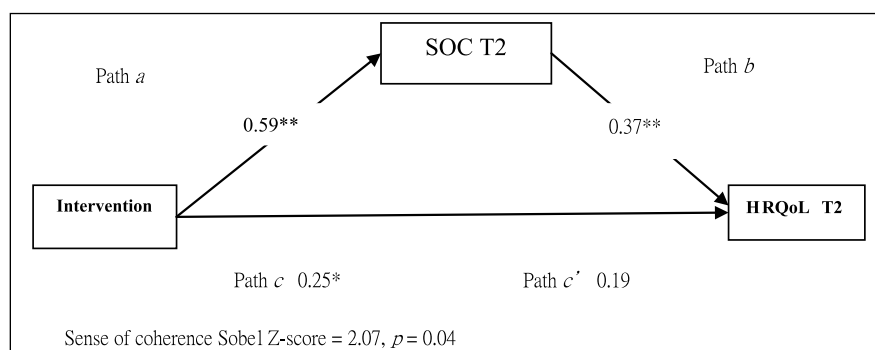 SOC T2
Path a
Path b
0.59**
0.37**
Intervention
HRQoL T2
Path c 0.25*
Path c' 0.19
Sense of coherence Sobel Z-score = 2.07, p = 0.04